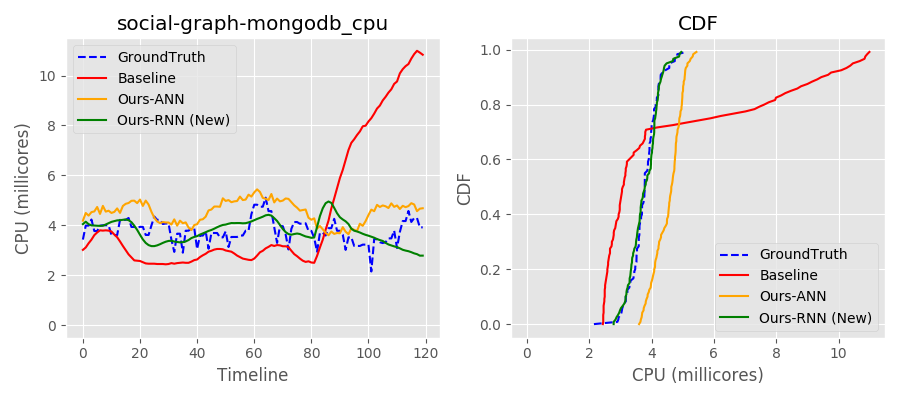 social-graph-mongodb_cpu
GroundTruth
Baseline
Ours-ANN
Ours-RNN (New)
CPU (millicores)
10
8
6
4
2
0
0
20
40
60
80
100
120
Timeline
CDF
CDF
1.0
0.8
0.6
0.4
0.2
0.0
GroundTruth
Baseline
Ours-ANN
Ours-RNN (New)
0
2
4
6
8
10
CPU (millicores)